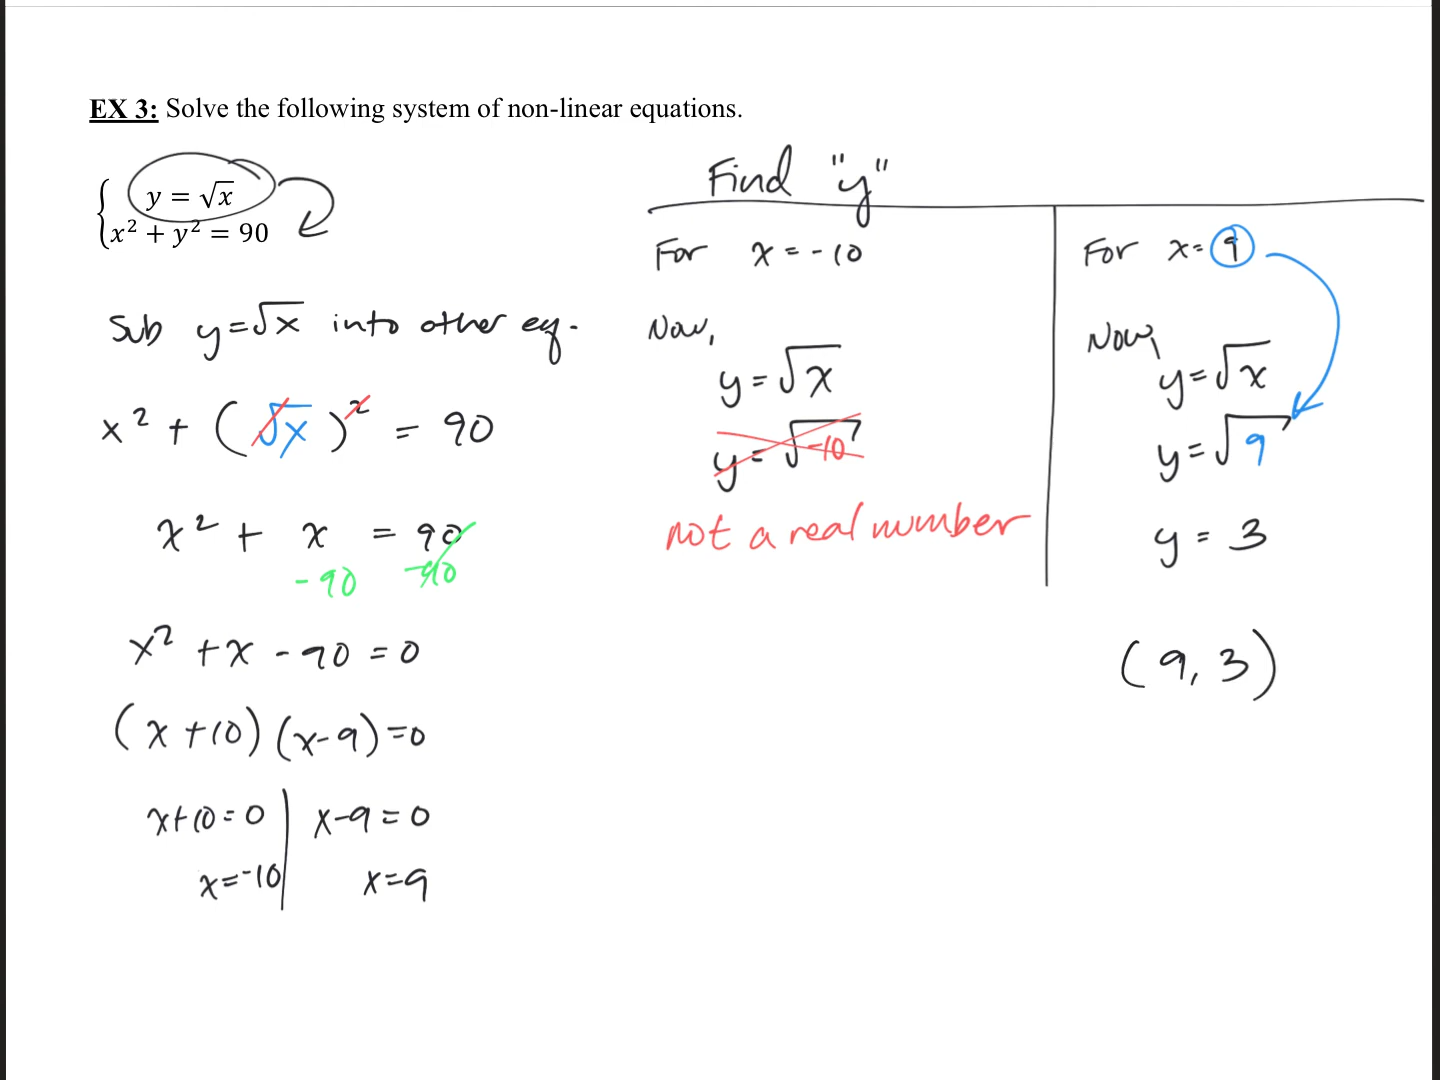 EX 3: Solve the following system of non-linear equations.
{ y = √x
x² + y² = 90
Sub y=√x into other eq.
x² + (√x)² = 90
x² + x = 90
-90 -90
x² + x - 90 = 0
(x+10)(x-9)=0
x+10=0 | x-9=0
x=-10 | x=9
Find "y"
For x = -10
Now,
y=√x
y=√-10
not a real number
For x=9
Now,
y=√x
y=√9
y = 3
(9, 3)